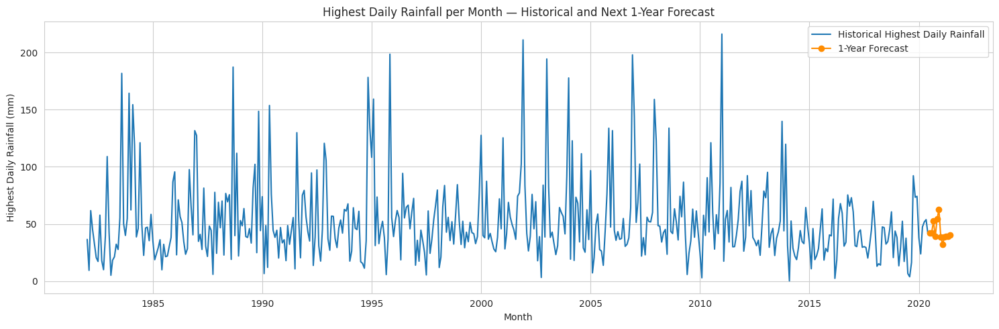 Highest Daily Rainfall per Month — Historical and Next 1-Year Forecast
Historical Highest Daily Rainfall
1-Year Forecast
Highest Daily Rainfall (mm)
200
150
100
50
0
1985 1990 1995 2000 2005 2010 2015 2020
Month